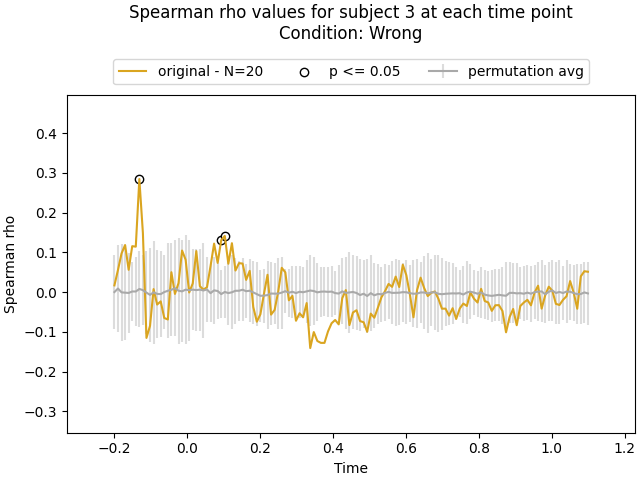 Spearman rho values for subject 3 at each time point
Condition: Wrong
original - N=20
p <= 0.05
permutation avg
Spearman rho
0.4
0.3
0.2
0.1
0.0
−0.1
−0.2
−0.3
−0.2
0.0
0.2
0.4
0.6
0.8
1.0
1.2
Time